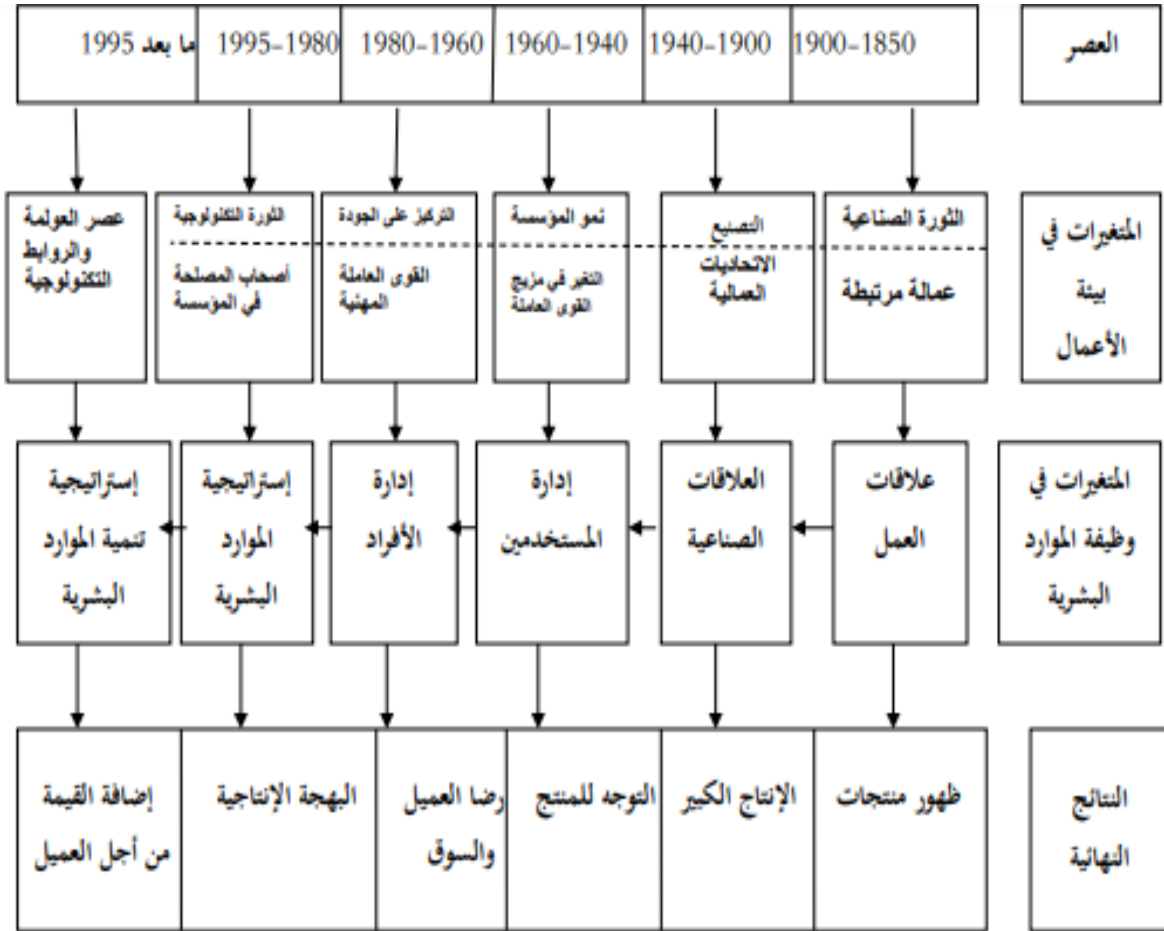 العصر
1900-1850
1940-1900
1960-1940
1980-1960
1995-1980
ما بعد 1995
المتغيرات في
بيئة
الأعمال
الثورة الصناعية
عمالة مرتبطة
التصنيع
الاتحاديات
العمالية
نمو المؤسسة
التغير في مزيج
القوى العاملة
التركيز على الجودة
القوى العاملة
المهنية
الثورة التكنولوجية
أصحاب المصلحة
في المؤسسة
عصر العولمة
والروابط
التكنولوجية
المتغيرات في
وظيفة الموارد
البشرية
علاقات
العمل
العلاقات
الصناعية
إدارة
المستخدمين
إدارة
الأفراد
إستراتيجية
الموارد
البشرية
إستراتيجية
تنمية الموارد
البشرية
النتائج
النهائية
ظهور منتجات
الإنتاج الكبير
التوجه للمنتج
رضا العميل
والسوق
البهجة الإنتاجية
إضافة القيمة
من أجل العميل